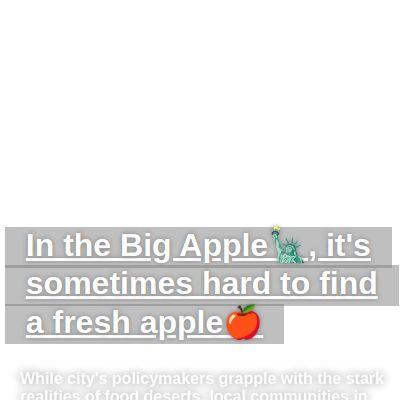 In the Big Apple🗽, it's
sometimes hard to find
a fresh apple🍎
While city's policymakers grapple with the stark
realities of food deserts, local communities in